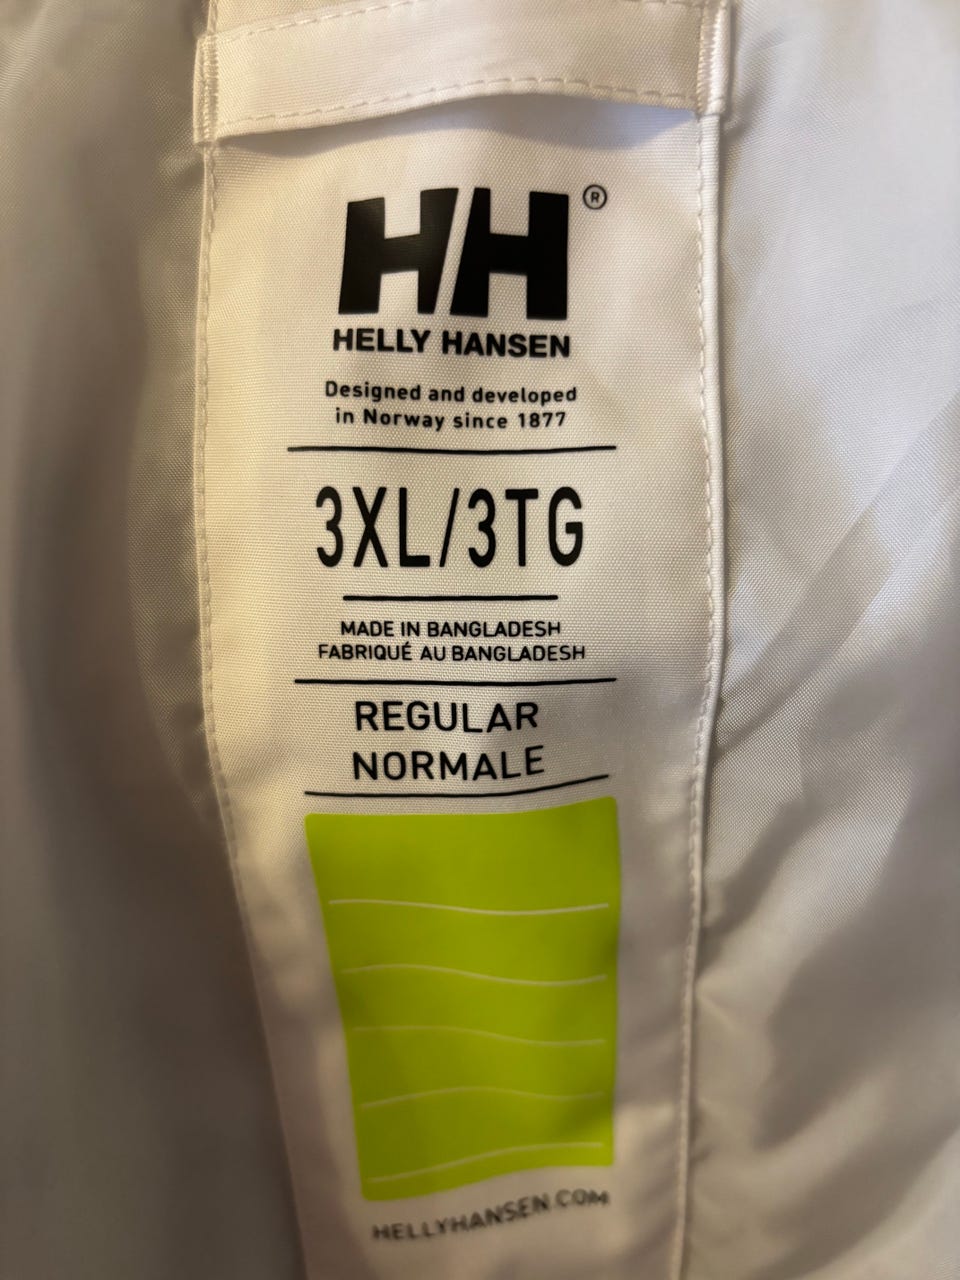 HH®
HELLY HANSEN
Designed and developed
in Norway since 1877
3XL/3TG
MADE IN BANGLADESH
FABRIQUÉ AU BANGLADESH
REGULAR
NORMALE
HELLYHANSEN.COM